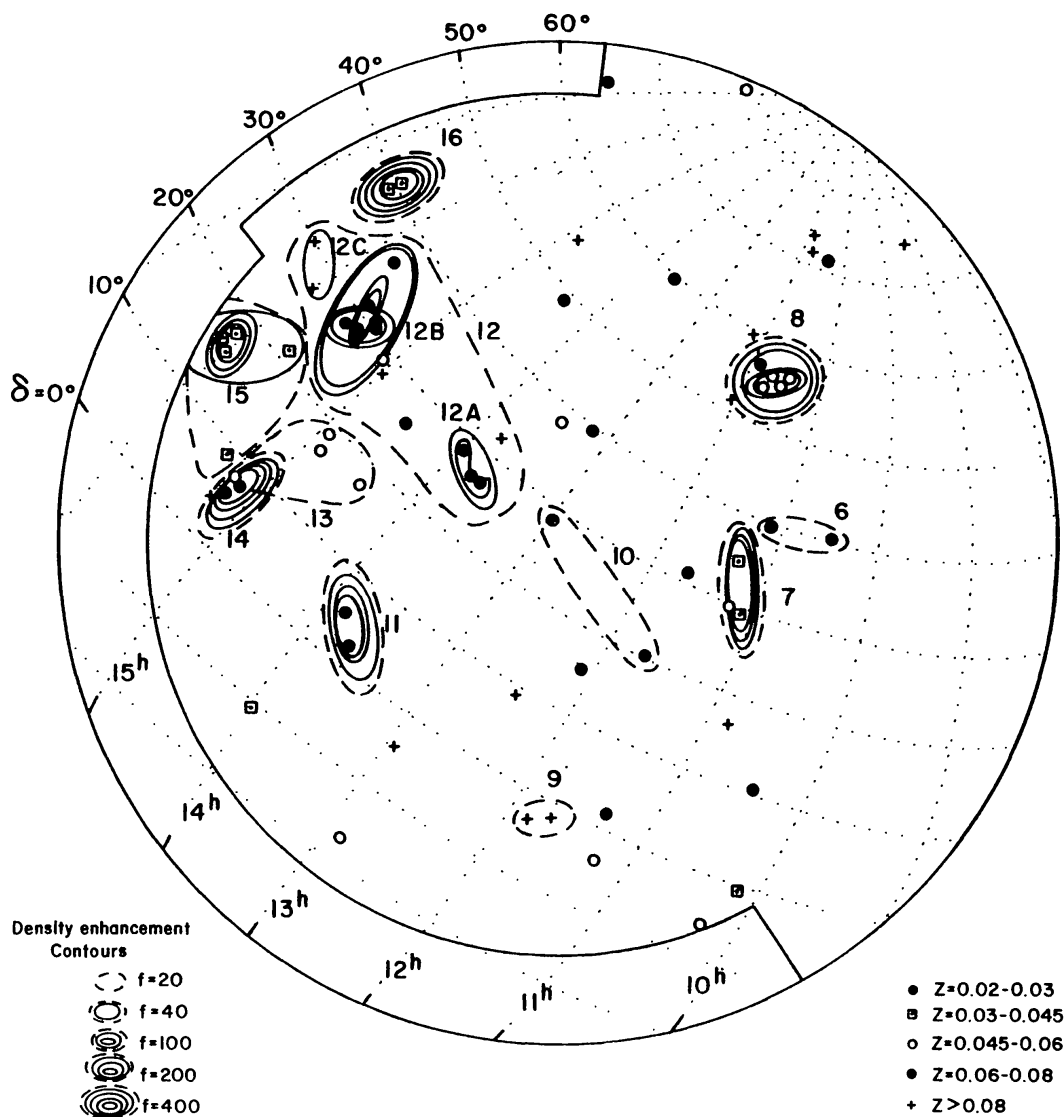 60°
50°
40°
30°
20°
10°
δ=0°
16
12C
12B
12
8
15
12A
13
14
6
10
7
11
9
15h
14h
13h
12h
11h
10h
Density enhancement
Contours
f=20
f=40
f=100
f=200
f=400
Z=0.02-0.03
Z=0.03-0.045
Z=0.045-0.06
Z=0.06-0.08
+ Z>0.08